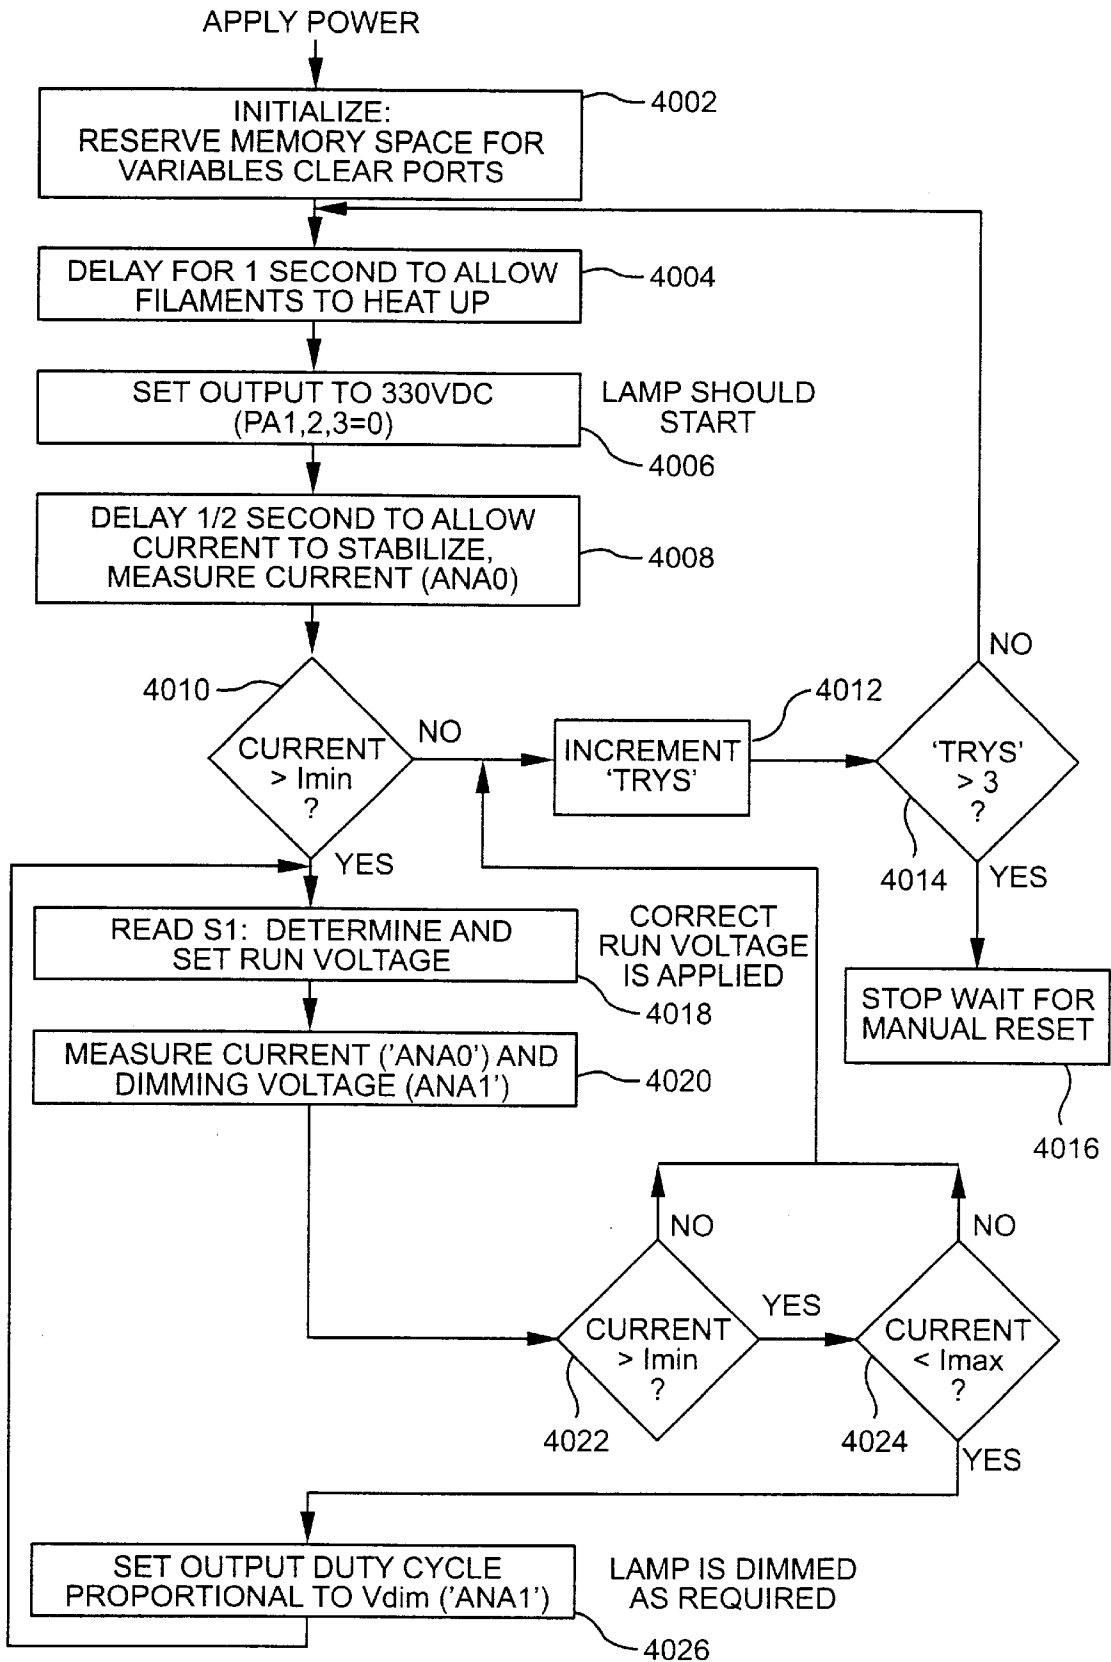 APPLY POWER
INITIALIZE:
RESERVE MEMORY SPACE FOR
VARIABLES CLEAR PORTS
4002
DELAY FOR 1 SECOND TO ALLOW
FILAMENTS TO HEAT UP
4004
SET OUTPUT TO 330VDC
(PA1,2,3=0)
LAMP SHOULD
START
4006
DELAY 1/2 SECOND TO ALLOW
CURRENT TO STABILIZE,
MEASURE CURRENT (ANA0)
4008
4010
CURRENT
> Imin
?
NO
YES
INCREMENT
'TRYS'
4012
'TRYS'
> 3
?
NO
4014
YES
STOP WAIT FOR
MANUAL RESET
4016
READ S1: DETERMINE AND
SET RUN VOLTAGE
CORRECT
RUN VOLTAGE
IS APPLIED
4018
MEASURE CURRENT ('ANA0') AND
DIMMING VOLTAGE (ANA1')
4020
NO
CURRENT
> Imin
?
4022
YES
NO
CURRENT
< Imax
?
4024
YES
SET OUTPUT DUTY CYCLE
PROPORTIONAL TO Vdim ('ANA1')
LAMP IS DIMMED
AS REQUIRED
4026